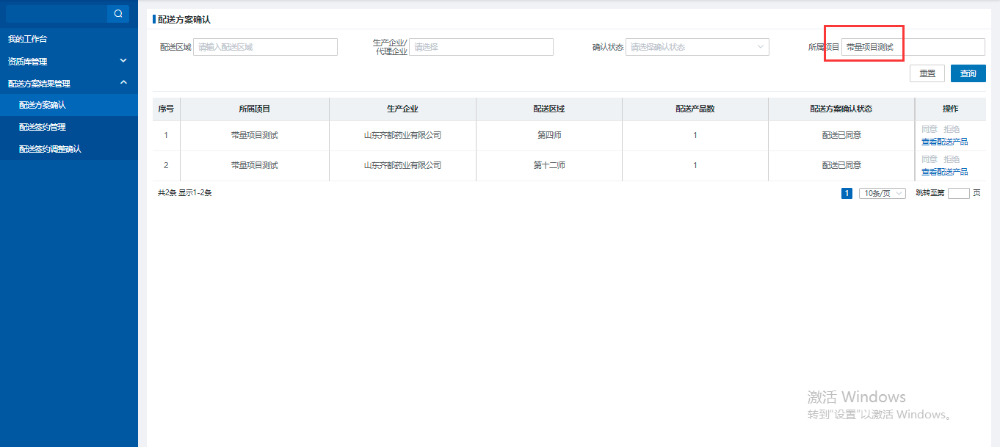 我的工作台
资质库管理
配送方案结果管理
配送方案确认
配送签约管理
配送签约调整确认
配送方案确认
配送区域 请输入配送区域
生产企业/代理企业 请选择
确认状态 请选择确认状态
所属项目 带量项目测试
重置 查询
序号 所属项目 生产企业 配送区域 配送产品数 配送方案确认状态 操作
1 带量项目测试 山东齐都药业有限公司 第四师 1 配送已同意 同意 拒绝
查看配送产品
2 带量项目测试 山东齐都药业有限公司 第十二师 1 配送已同意 同意 拒绝
查看配送产品
共2条 显示1-2条 1 10条/页 跳转至第 页
激活 Windows
转到"设置"以激活 Windows。